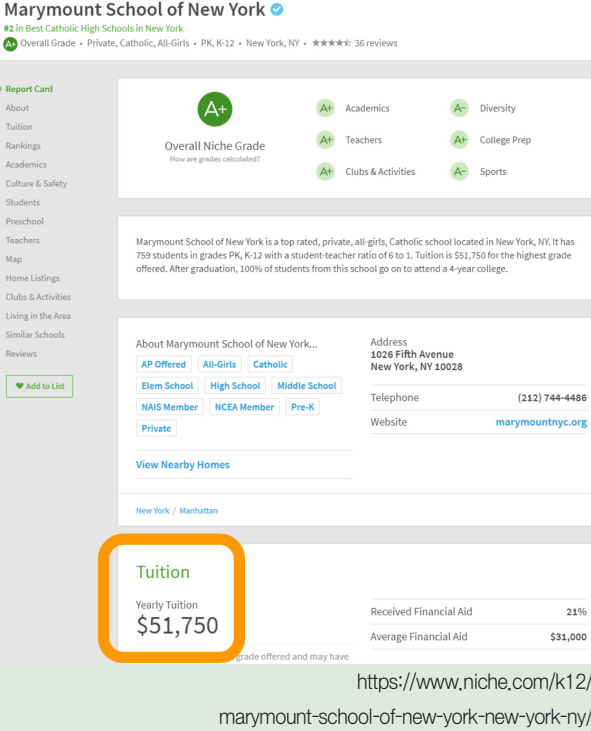 Marymount School of New York
#2 in Best Catholic High Schools in New York
A+ Overall Grade • Private, Catholic, All-Girls • PK, K-12 • New York, NY • 36 reviews
Report Card
About
Tuition
Rankings
Academics
Culture & Safety
Students
Preschool
Teachers
Map
Home Listings
Clubs & Activities
Living in the Area
Similar Schools
Reviews
Add to List
A+
Overall Niche Grade
How are grades calculated?
A+ Academics
A- Diversity
A+ Teachers
A+ College Prep
A+ Clubs & Activities
A- Sports
Marymount School of New York is a top rated, private, all-girls, Catholic school located in New York, NY. It has
759 students in grades PK, K-12 with a student-teacher ratio of 6 to 1. Tuition is $51,750 for the highest grade
offered. After graduation, 100% of students from this school go on to attend a 4-year college.
About Marymount School of New York...
AP Offered All-Girls Catholic
Elem School High School Middle School
NAIS Member NCEA Member Pre-K
Private
View Nearby Homes
Address
1026 Fifth Avenue
New York, NY 10028
Telephone (212) 744-4486
Website marymountnyc.org
New York / Manhattan
Tuition
Yearly Tuition
$51,750
grade offered and may have
Received Financial Aid 21%
Average Financial Aid $31,000
https://www.niche.com/k12/
marymount-school-of-new-york-new-york-ny/